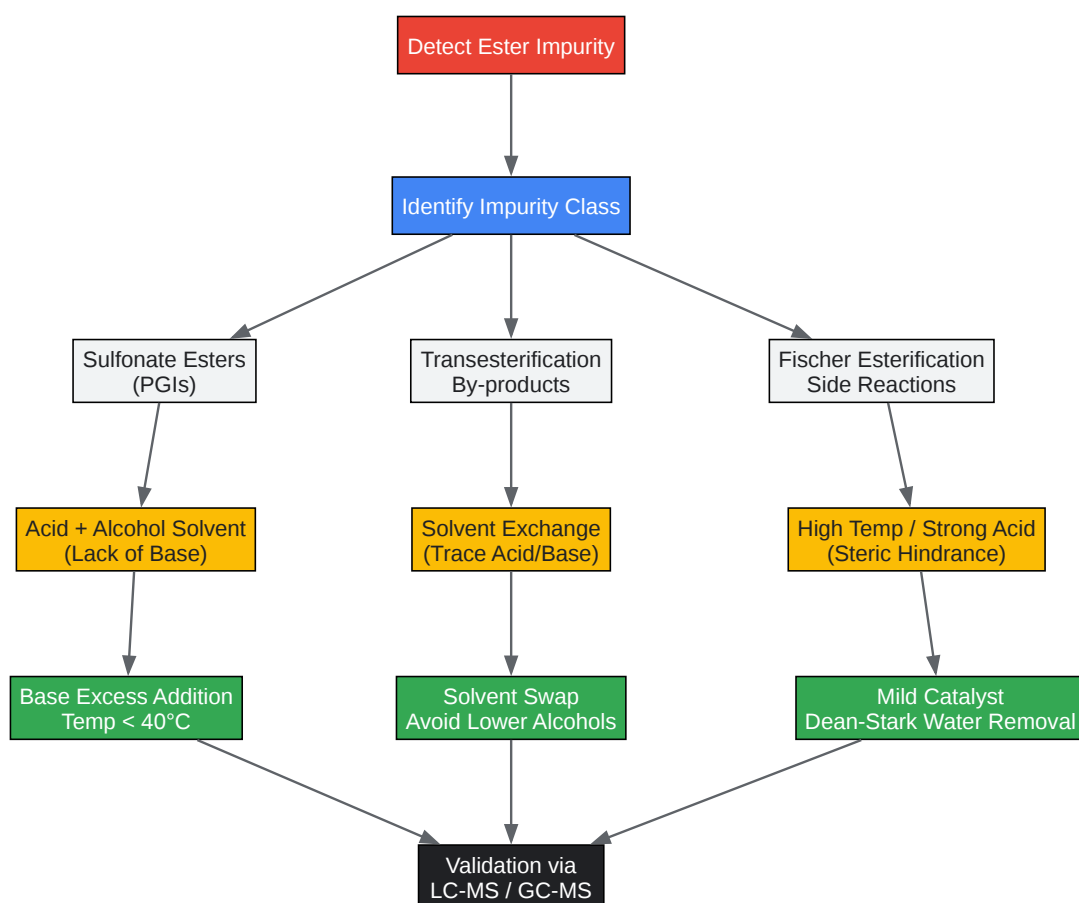 Detect Ester Impurity
Identify Impurity Class
Sulfonate Esters
(PGIs)
Transesterification
By-products
Fischer Esterification
Side Reactions
Acid + Alcohol Solvent
(Lack of Base)
Solvent Exchange
(Trace Acid/Base)
High Temp / Strong Acid
(Steric Hindrance)
Base Excess Addition
Temp < 40°C
Solvent Swap
Avoid Lower Alcohols
Mild Catalyst
Dean-Stark Water Removal
Validation via
LC-MS / GC-MS